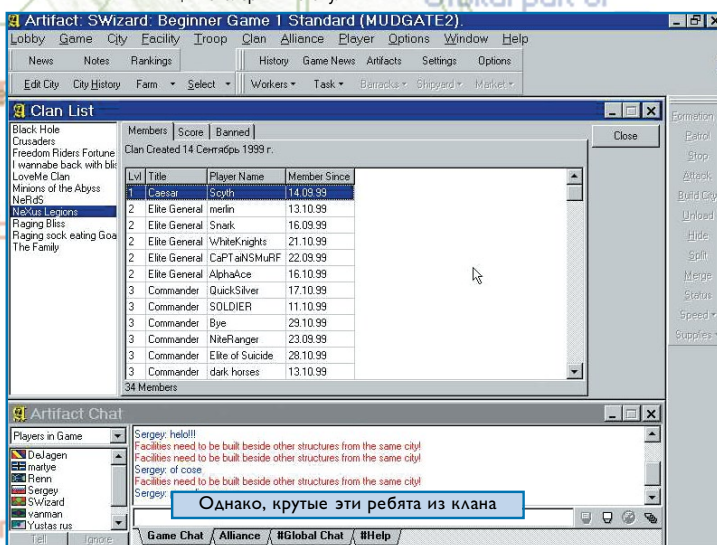 Artifact: SWizard: Beginner Game 1 Standard (MUDGATE2).
Lobby Game City Facility Troop Clan Alliance Player Options Window Help
News Notes Rankings History Game News Artifacts Settings Options
Edit City City History Farm Select Workers Task Barracks Shipyard Market
Clan List
Black Hole
Crusaders
Freedom Riders Fortune
I wannabe back with blis
LoveMe Clan
Minions of the Abyss
NeRdS
NeXus Legions
Raging Bliss
Raging sock eating Goa
The Family
Members Score Banned
Close
Clan Created 14 Сентябрь 1999 г.
Lvl Title Player Name Member Since
1 Caesar Scyth 14.09.99
2 Elite General merlin 13.10.99
2 Elite General Snark 16.09.99
2 Elite General WhiteKnights 21.10.99
2 Elite General CaPTaiNSMuRF 22.09.99
2 Elite General AlphaAce 16.10.99
3 Commander QuickSilver 17.10.99
3 Commander SOLDIER 11.10.99
3 Commander Bye 29.10.99
3 Commander NiteRanger 23.09.99
3 Commander Elite of Suicide 28.10.99
3 Commander dark horses 13.10.99
34 Members
Formation
Patrol
Stop
Attack
Build City
Unload
Hide
Split
Merge
Status
Speed
Supplies
Artifact Chat
Players in Game
DeJagen
martye
Renn
Sergey
SWizard
vanman
Yustas rus
Tell Ignore
Sergey: helo!!!
Facilities need to be built beside other structures from the same city!
Facilities need to be built beside other structures from the same city!
Sergey: of cose
Facilities need to be built beside other structures from the same city!
Sergey:
Однако, крутые эти ребята из клана
Game Chat Alliance #Global Chat #Help